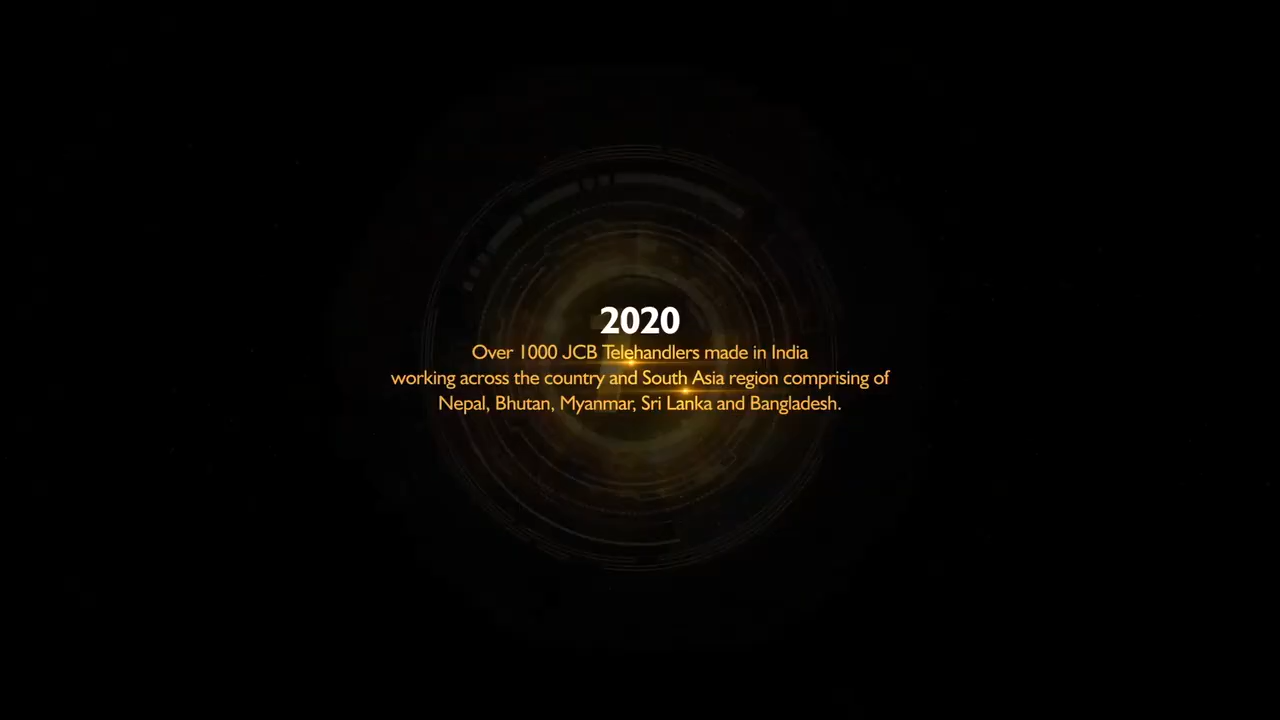 2020
Over 1000 JCB Telehandlers made in India
working across the country and South Asia region comprising of
Nepal, Bhutan, Myanmar, Sri Lanka and Bangladesh.